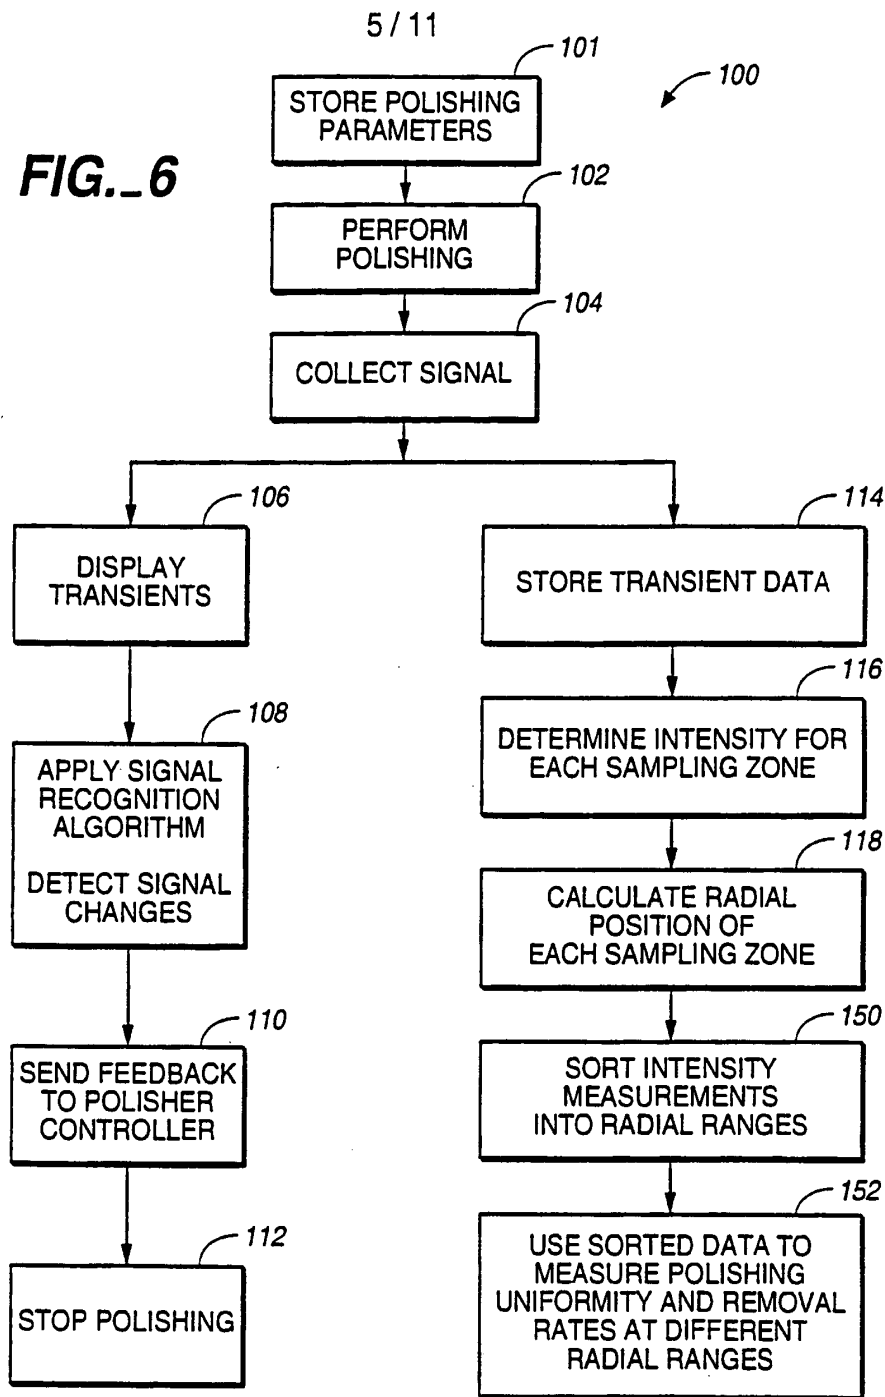 5 / 11
101
100
STORE POLISHING
PARAMETERS
FIG._6
102
PERFORM
POLISHING
104
COLLECT SIGNAL
106
DISPLAY
TRANSIENTS
108
APPLY SIGNAL
RECOGNITION
ALGORITHM
DETECT SIGNAL
CHANGES
110
SEND FEEDBACK
TO POLISHER
CONTROLLER
112
STOP POLISHING
114
STORE TRANSIENT DATA
116
DETERMINE INTENSITY FOR
EACH SAMPLING ZONE
118
CALCULATE RADIAL
POSITION OF
EACH SAMPLING ZONE
150
SORT INTENSITY
MEASUREMENTS
INTO RADIAL RANGES
152
USE SORTED DATA TO
MEASURE POLISHING
UNIFORMITY AND REMOVAL
RATES AT DIFFERENT
RADIAL RANGES